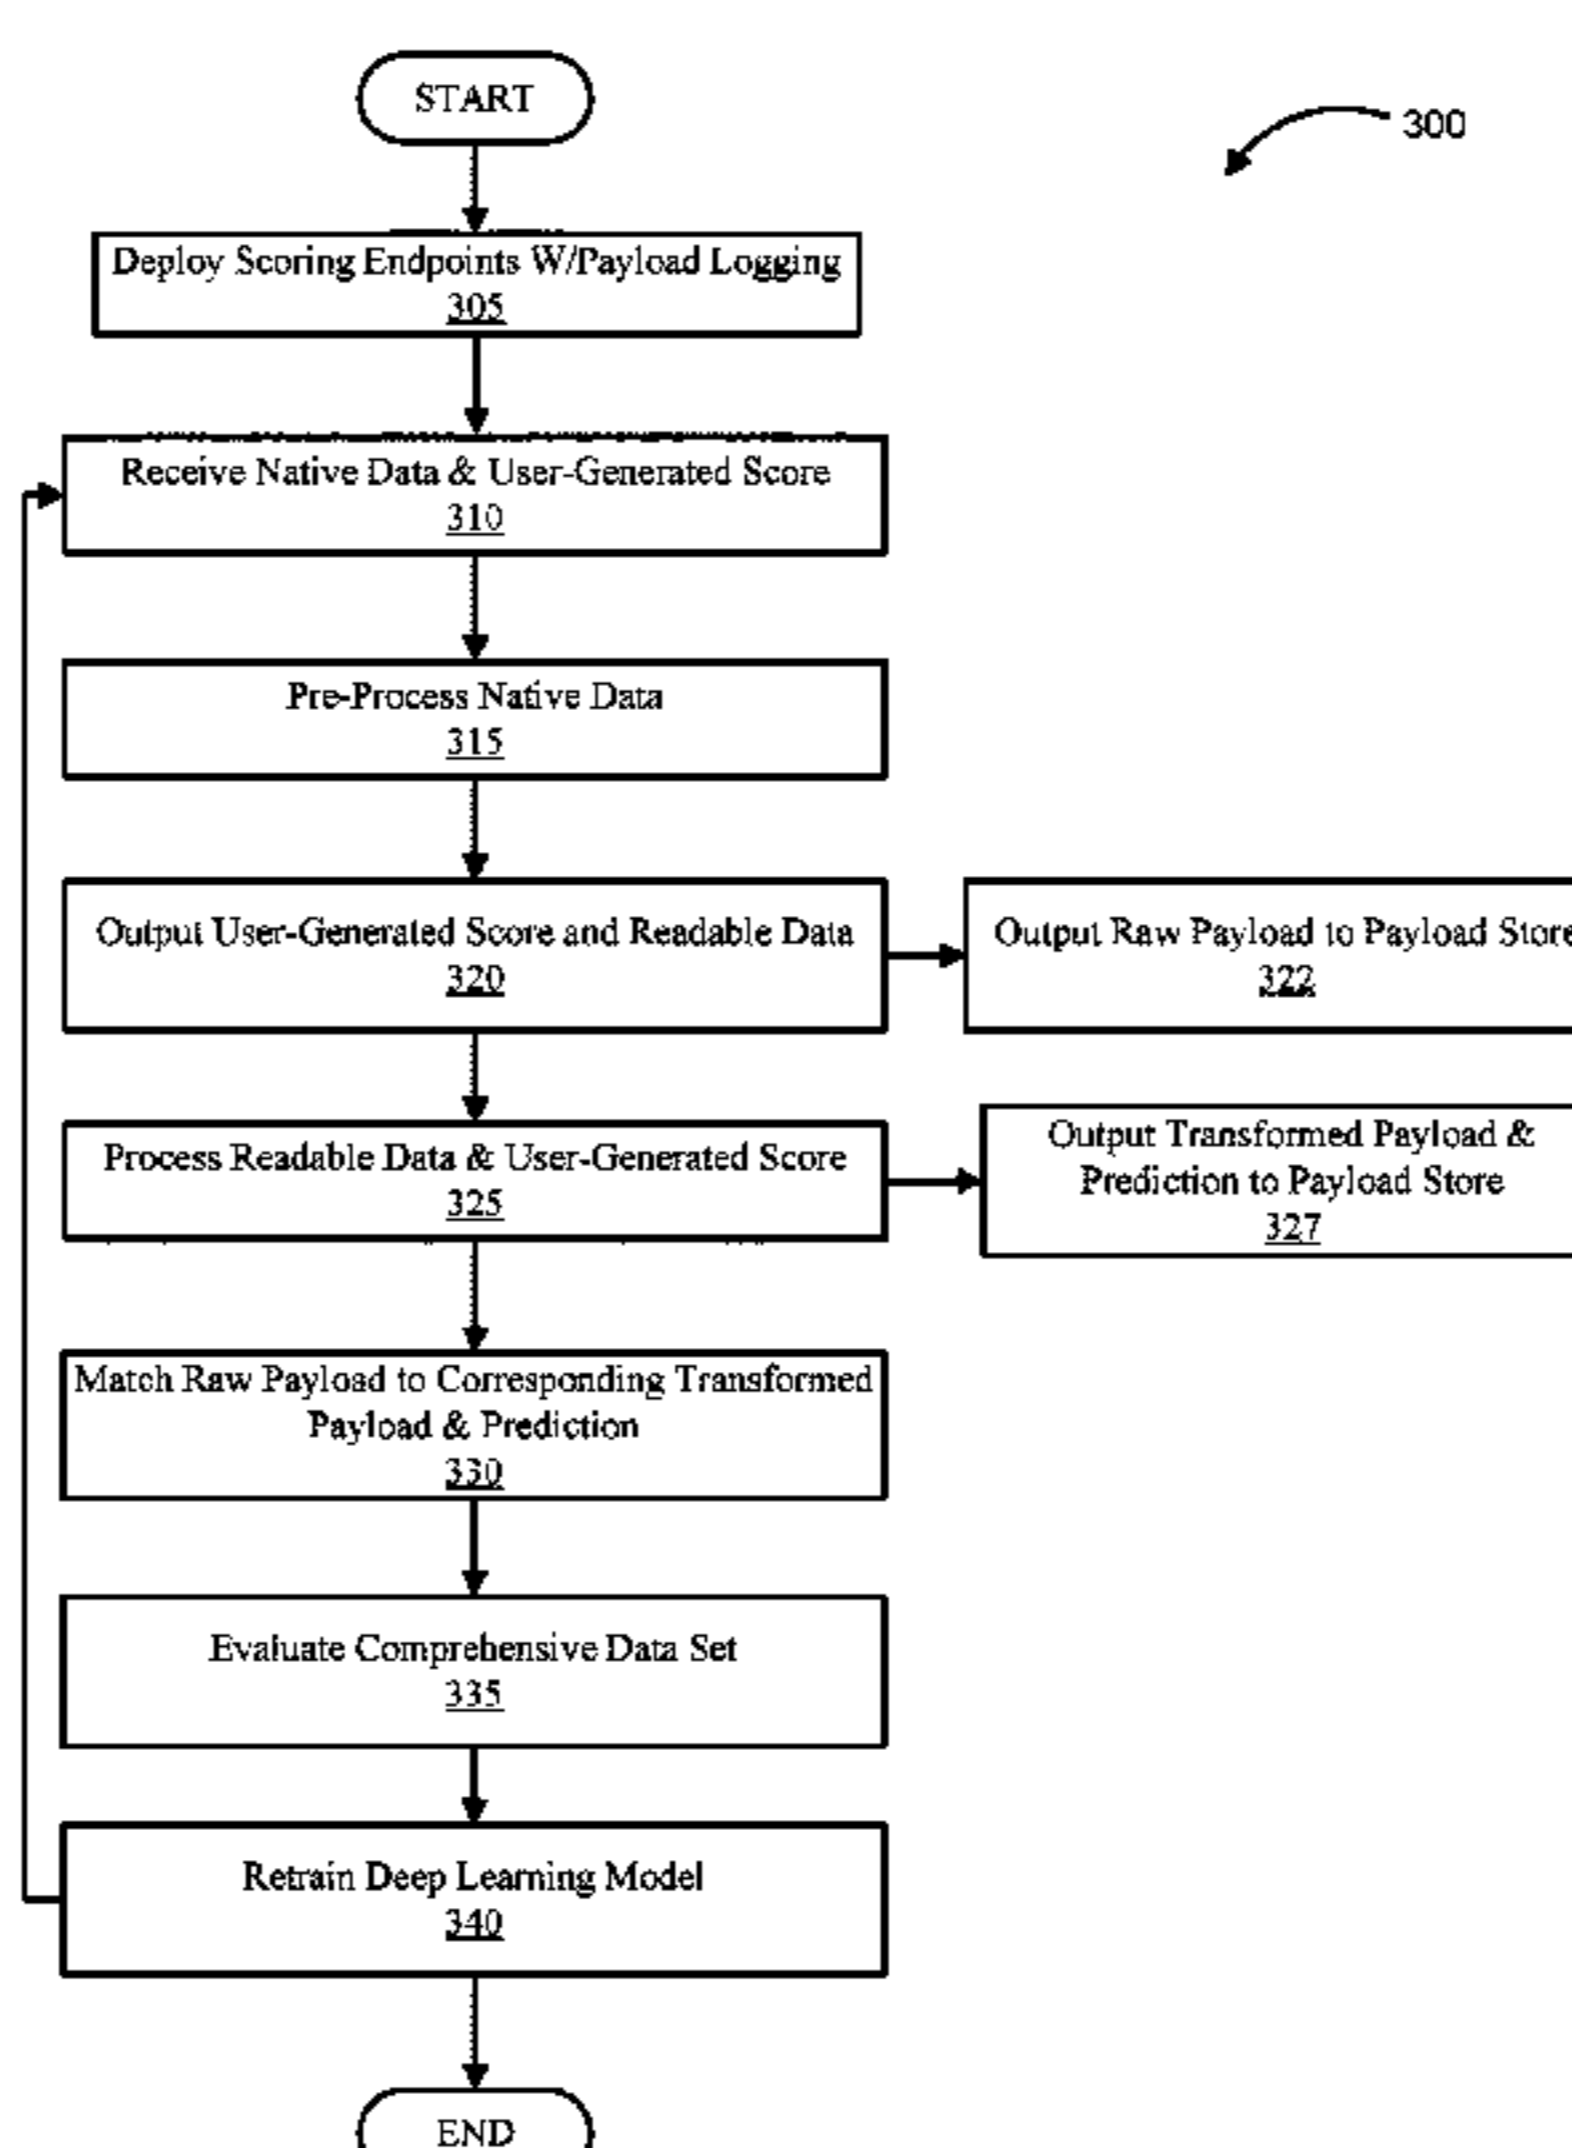 START
300
Deploy Scoring Endpoints W/Payload Logging
305
Receive Native Data & User-Generated Score
310
Pre-Process Native Data
315
Output User-Generated Score and Readable Data
320
Output Raw Payload to Payload Store
322
Process Readable Data & User-Generated Score
325
Output Transformed Payload &
Prediction to Payload Store
327
Match Raw Payload to Corresponding Transformed
Payload & Prediction
330
Evaluate Comprehensive Data Set
335
Retrain Deep Learning Model
340
END